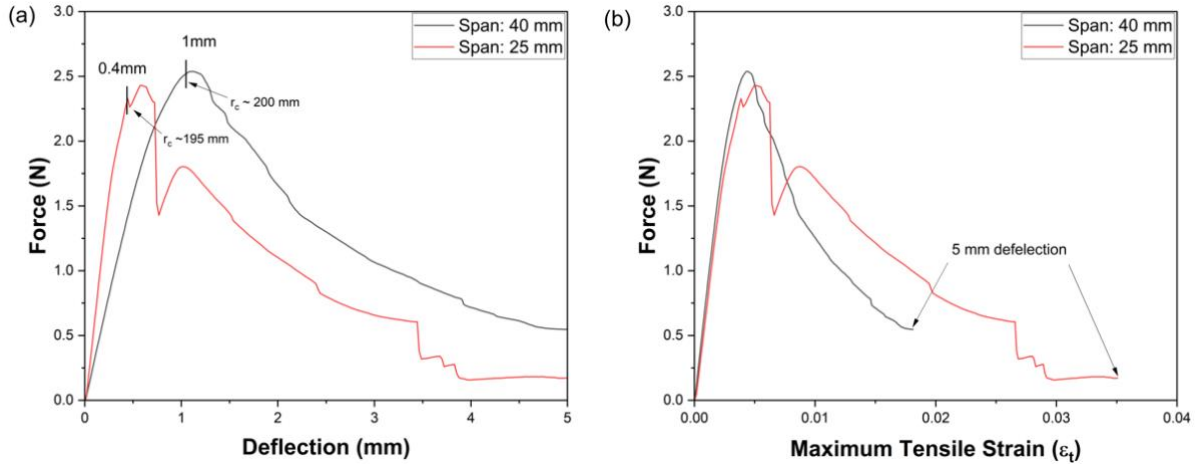 (a)
Span: 40 mm
Span: 25 mm
1mm
0.4mm
r_c ~ 200 mm
r_c ~195 mm
Force (N)
3.0
2.5
2.0
1.5
1.0
0.5
0.0
0 1 2 3 4 5
Deflection (mm)
(b)
Span: 40 mm
Span: 25 mm
5 mm defelection
Force (N)
3.0
2.5
2.0
1.5
1.0
0.5
0.0
0.00 0.01 0.02 0.03 0.04
Maximum Tensile Strain (ε_t)